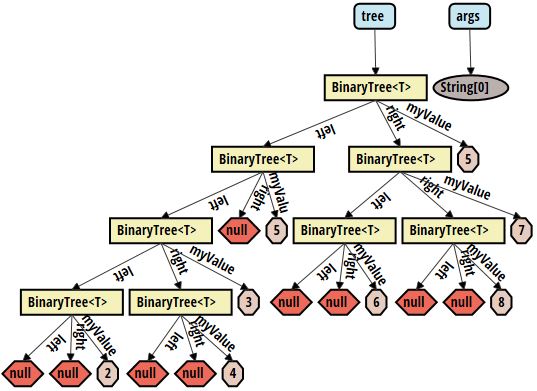 tree args
BinaryTree<T> String[0]
left right myValue
BinaryTree<T> BinaryTree<T> 5
left right myValu left right myValue
BinaryTree<T> null 5 BinaryTree<T> BinaryTree<T> 7
left right myValue left right myValue left right myValue
BinaryTree<T> BinaryTree<T> 3 null null 6 null null 8
left right myValue left right myValue
null null 2 null null 4